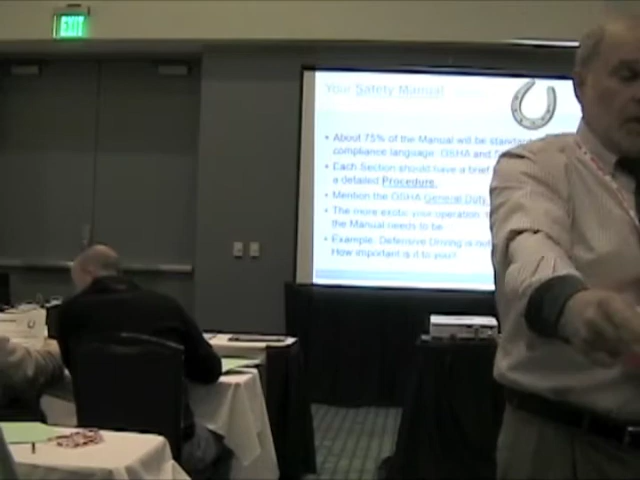 EXIT
Your Safety Manual
• About 75% of the Manual will be standard
compliance language. OSHA and
• Each Section should have a brief
a detailed Procedure.
• Mention the OSHA General Duty
• The more exotic your operation,
the Manual needs to be.
• Example: Defensive Driving is not
How important is it to you?